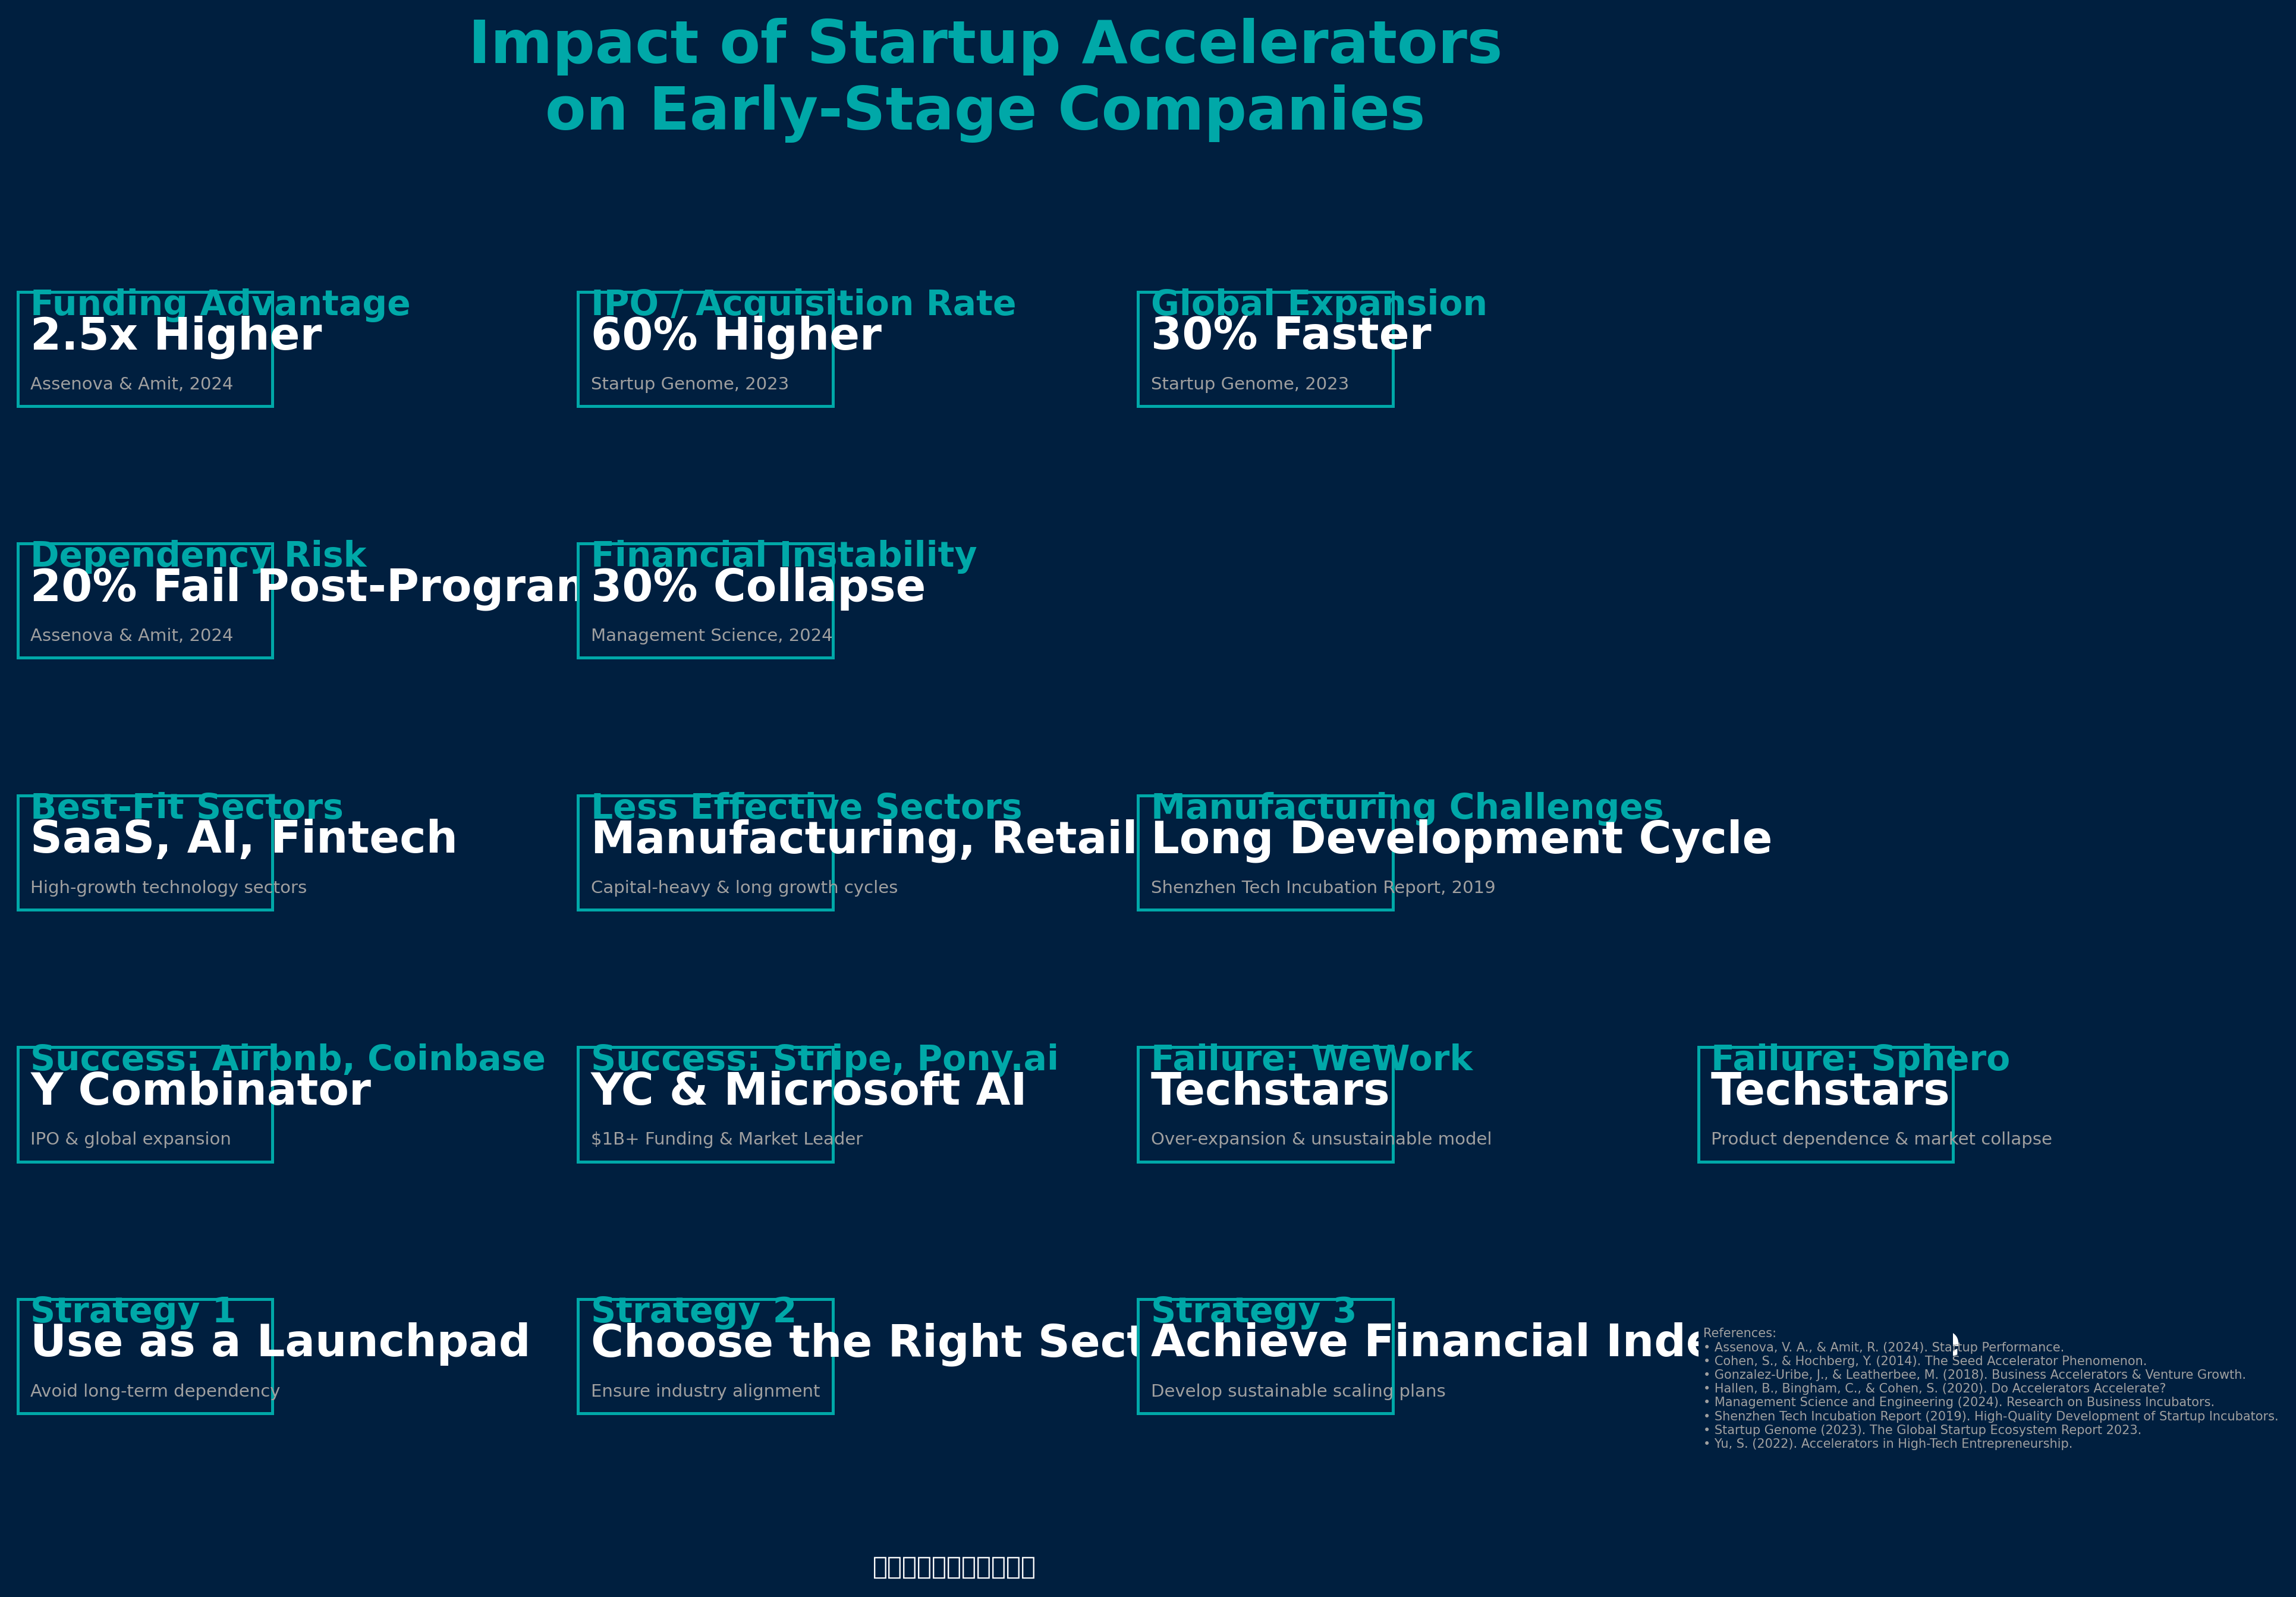 Impact of Startup Accelerators
on Early-Stage Companies
Funding Advantage
2.5x Higher
Assenova & Amit, 2024
IPO / Acquisition Rate
60% Higher
Startup Genome, 2023
Global Expansion
30% Faster
Startup Genome, 2023
Dependency Risk
20% Fail Post-Program
Assenova & Amit, 2024
Financial Instability
30% Collapse
Management Science, 2024
Best-Fit Sectors
SaaS, AI, Fintech
High-growth technology sectors
Less Effective Sectors
Manufacturing, Retail
Capital-heavy & long growth cycles
Manufacturing Challenges
Long Development Cycle
Shenzhen Tech Incubation Report, 2019
Success: Airbnb, Coinbase
Y Combinator
IPO & global expansion
Success: Stripe, Pony.ai
YC & Microsoft AI
$1B+ Funding & Market Leader
Failure: WeWork
Techstars
Over-expansion & unsustainable model
Failure: Sphero
Techstars
Product dependence & market collapse
Strategy 1
Use as a Launchpad
Avoid long-term dependency
Strategy 2
Choose the Right Sect
Ensure industry alignment
Strategy 3
Achieve Financial Inde
Develop sustainable scaling plans
References:
• Assenova, V. A., & Amit, R. (2024). Startup Performance.
• Cohen, S., & Hochberg, Y. (2014). The Seed Accelerator Phenomenon.
• Gonzalez-Uribe, J., & Leatherbee, M. (2018). Business Accelerators & Venture Growth.
• Hallen, B., Bingham, C., & Cohen, S. (2020). Do Accelerators Accelerate?
• Management Science and Engineering (2024). Research on Business Incubators.
• Shenzhen Tech Incubation Report (2019). High-Quality Development of Startup Incubators.
• Startup Genome (2023). The Global Startup Ecosystem Report 2023.
• Yu, S. (2022). Accelerators in High-Tech Entrepreneurship.